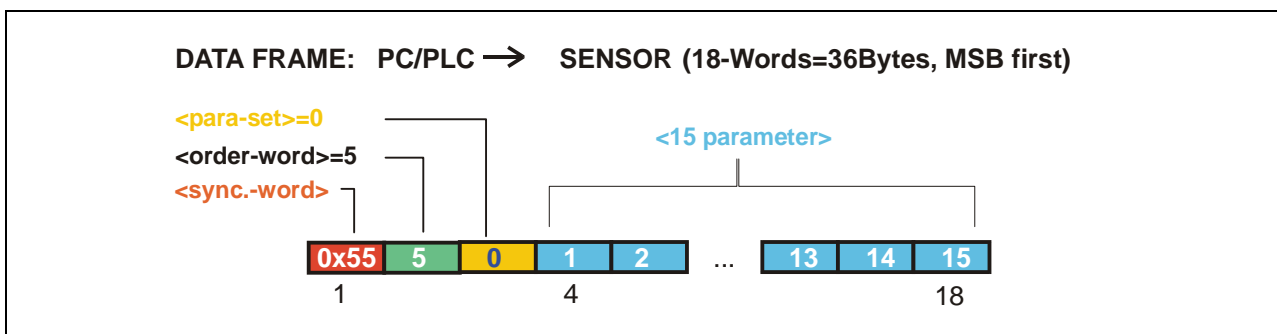 DATA FRAME: PC/PLC → SENSOR (18-Words=36Bytes, MSB first)
<para-set>=0
<15 parameter>
<order-word>=5
<sync.-word>
0x55 5 0 1 2 ... 13 14 15
1 4 18